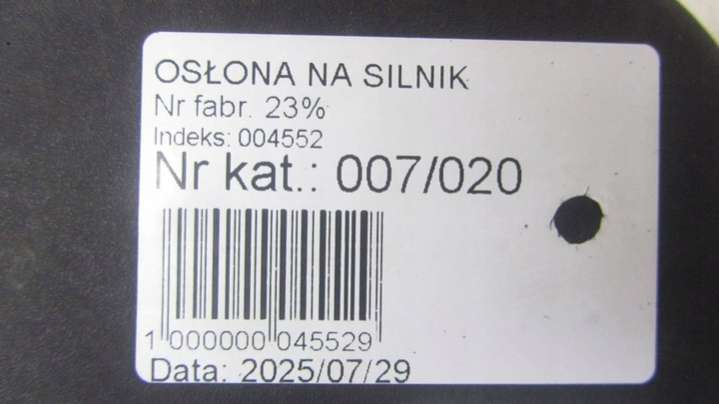 OSŁONA NA SILNIK
Nr fabr. 23%
Indeks: 004552
Nr kat.: 007/020
1 000000 045529
Data: 2025/07/29